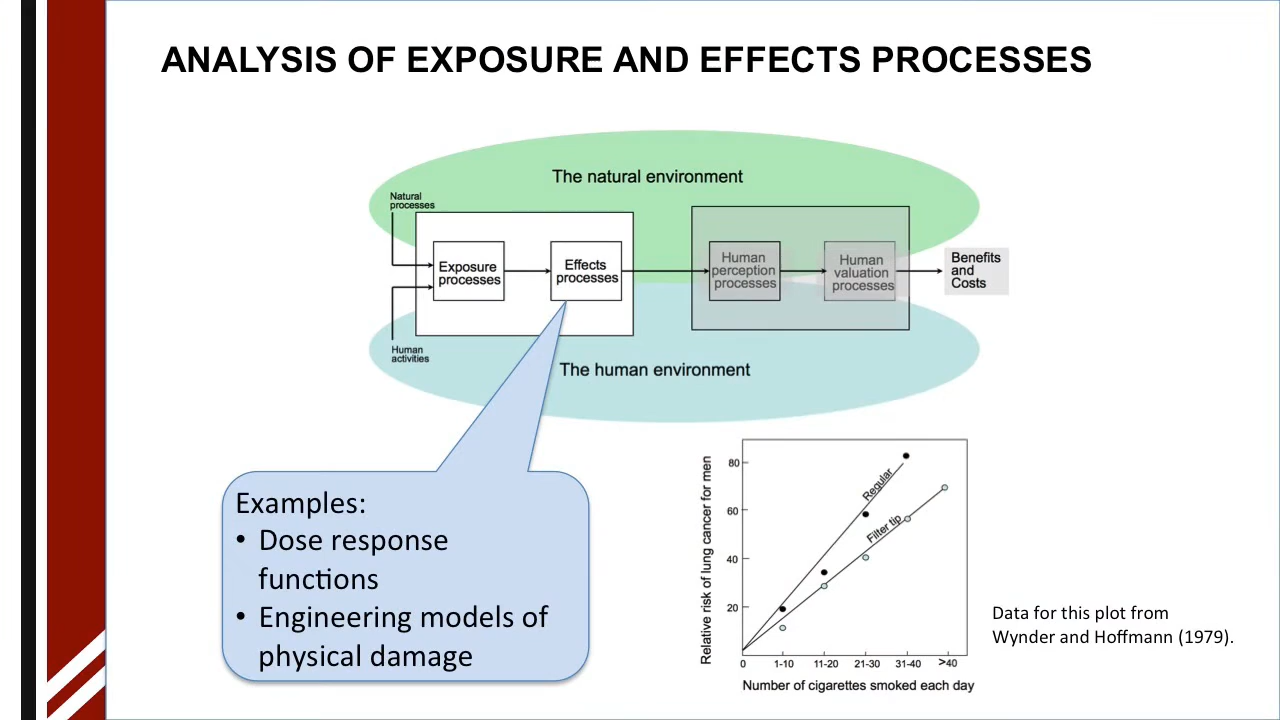 ANALYSIS OF EXPOSURE AND EFFECTS PROCESSES
The natural environment
Natural
processes
Exposure
processes
Effects
processes
Human
perception
processes
Human
valuation
processes
Benefits
and
Costs
Human
activities
The human environment
Examples:
• Dose response
functions
• Engineering models of
physical damage
Relative risk of lung cancer for men
80
60
40
20
Regular
Filter tip
0
1-10
11-20
21-30
31-40
>40
Number of cigarettes smoked each day
Data for this plot from
Wynder and Hoffmann (1979).